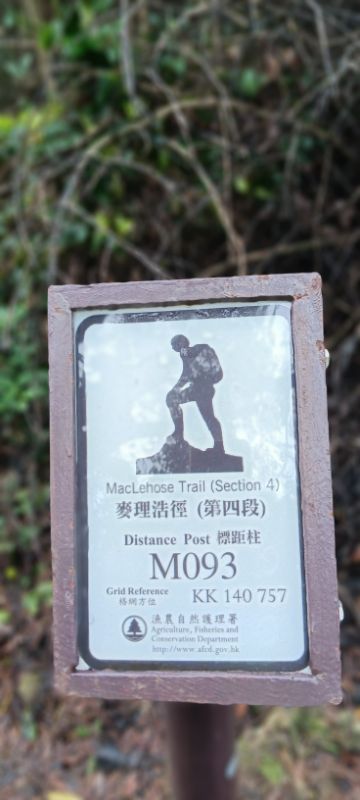 MacLehose Trail (Section 4)
麥理浩徑 (第四段)
Distance Post 標距柱
M093
Grid Reference
格網方位
KK 140 757
漁農自然護理署
Agriculture, Fisheries and
Conservation Department
http://www.afcd.gov.hk